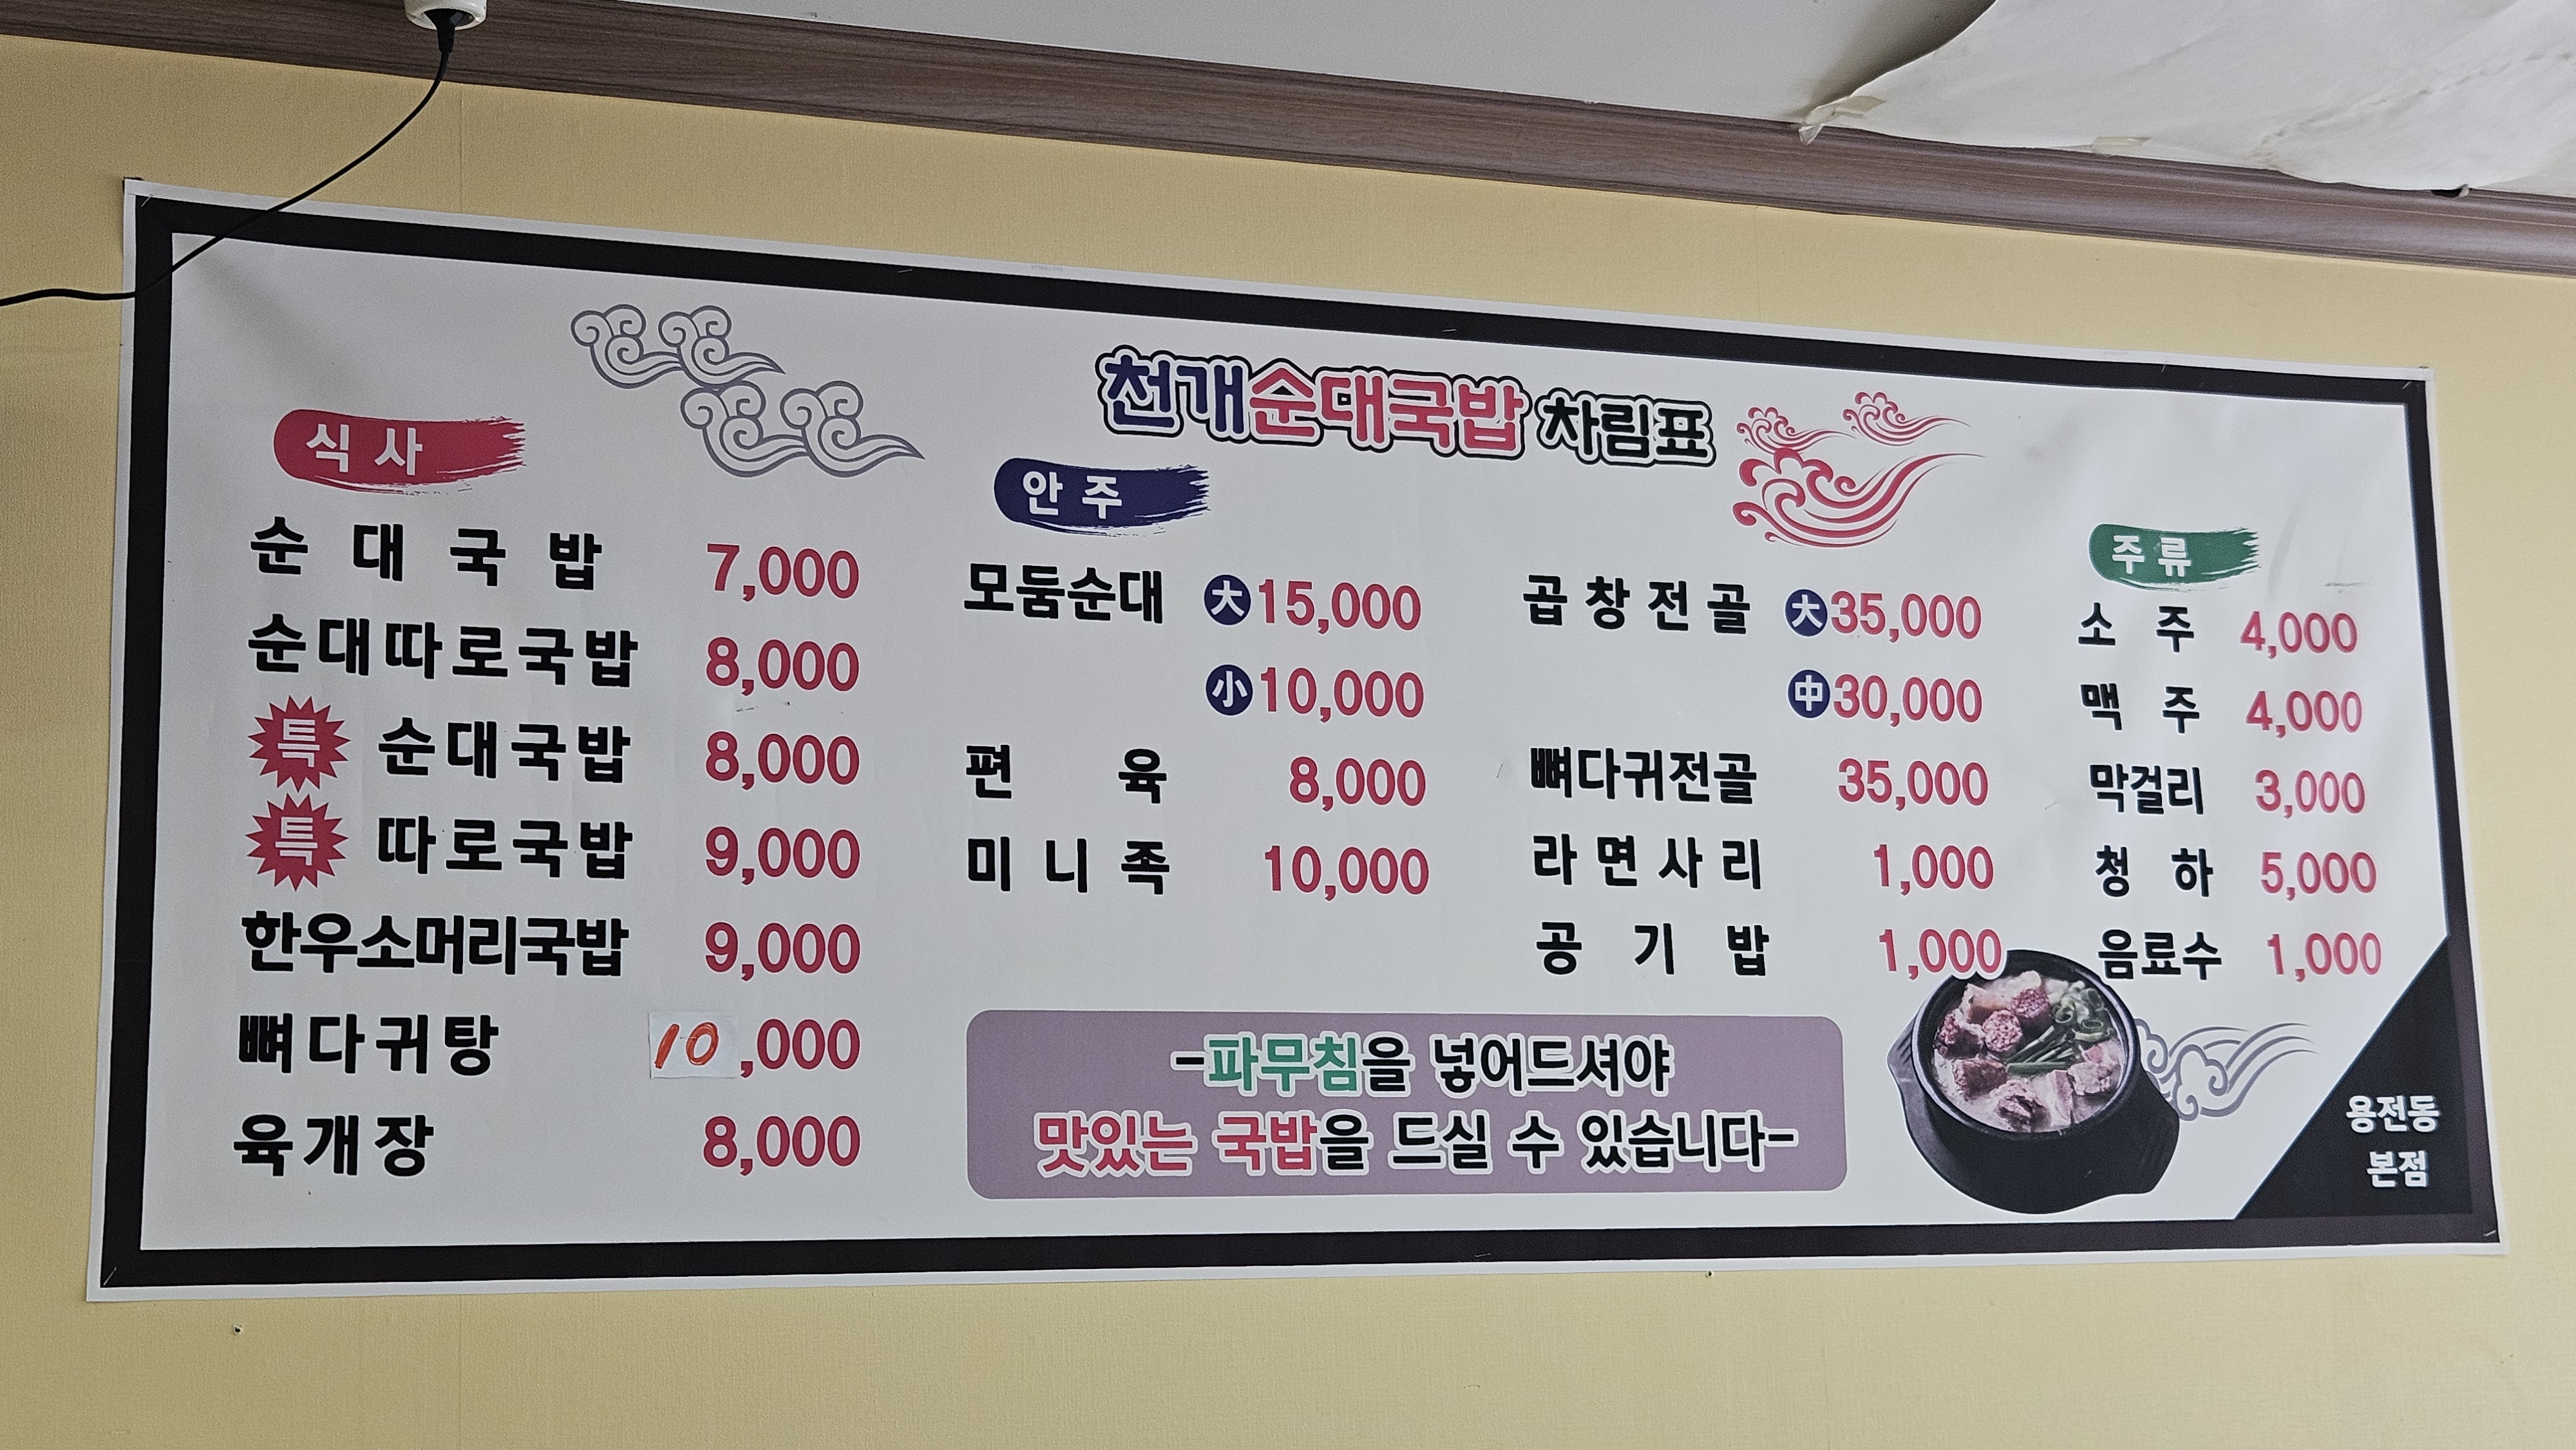 천개순대국밥 차림표
식사
순대국밥 7,000
순대따로국밥 8,000
특 순대국밥 8,000
특 따로국밥 9,000
한우소머리국밥 9,000
뼈다귀탕 10,000
육개장 8,000
안주
모둠순대 大 15,000
小 10,000
편육 8,000
미니족 10,000
곱창전골 大 35,000
中 30,000
뼈다귀전골 35,000
라면사리 1,000
공기밥 1,000
주류
소주 4,000
맥주 4,000
막걸리 3,000
청하 5,000
음료수 1,000
-파무침을 넣어드셔야
맛있는 국밥을 드실 수 있습니다-
용전동
본점